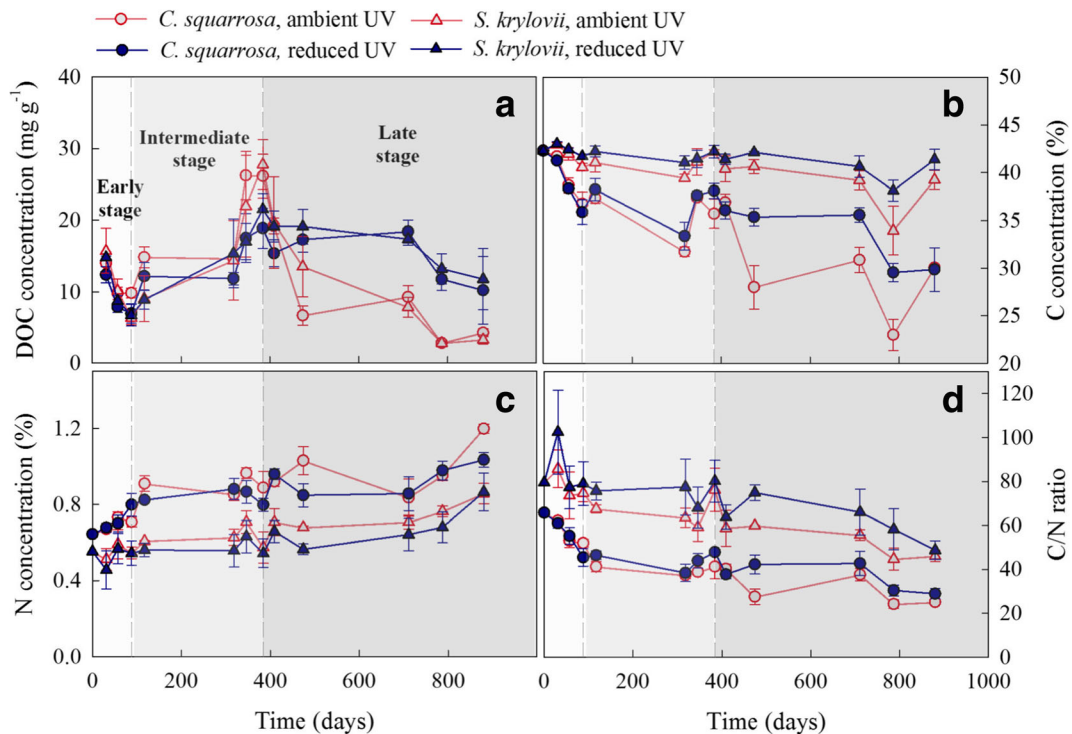 C. squarrosa, ambient UV
S. krylovii, ambient UV
C. squarrosa, reduced UV
S. krylovii, reduced UV
a
b
DOC concentration (mg g⁻¹)
40
30
20
10
0
Early
stage
Intermediate
stage
Late
stage
50
45
40
35
30
25
20
C concentration (%)
c
d
N concentration (%)
1.2
0.8
0.4
0.0
120
100
80
60
40
20
0
C/N ratio
0
200
400
600
800
0
200
400
600
800
1000
Time (days)
Time (days)